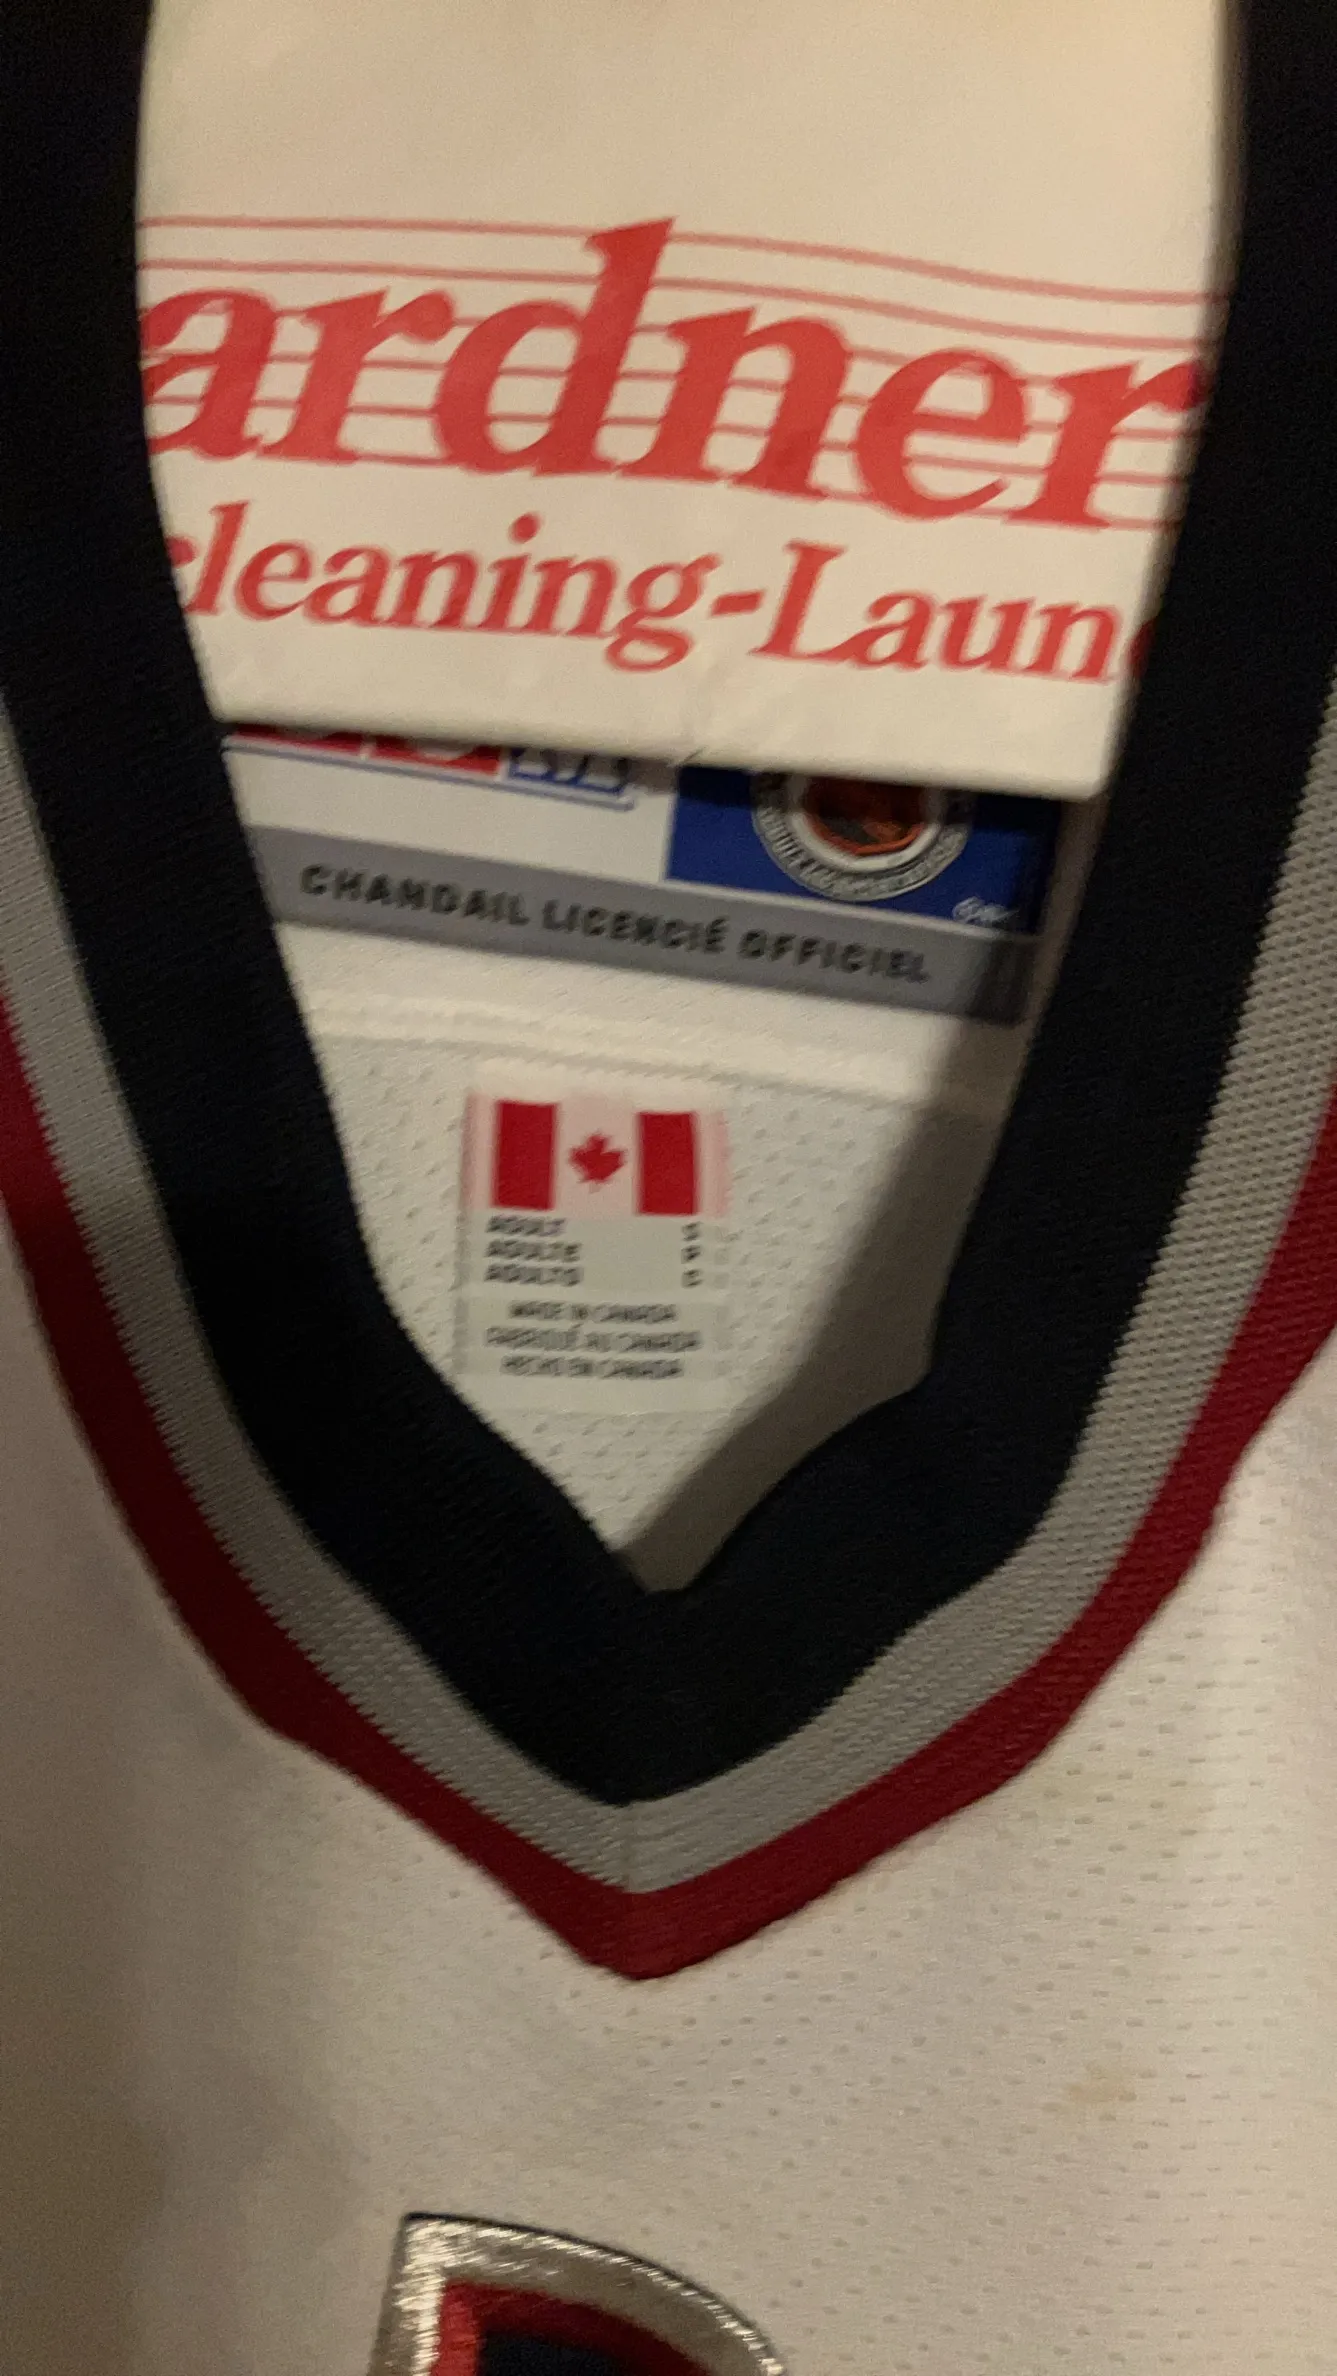 ardner
cleaning-Laun
CHANDAIL LICENCIÉ OFFICIEL
ADULT S
ADULTE P
ADULTO C
MADE IN CANADA
FABRIQUÉ AU CANADA
HECHO EN CANADA